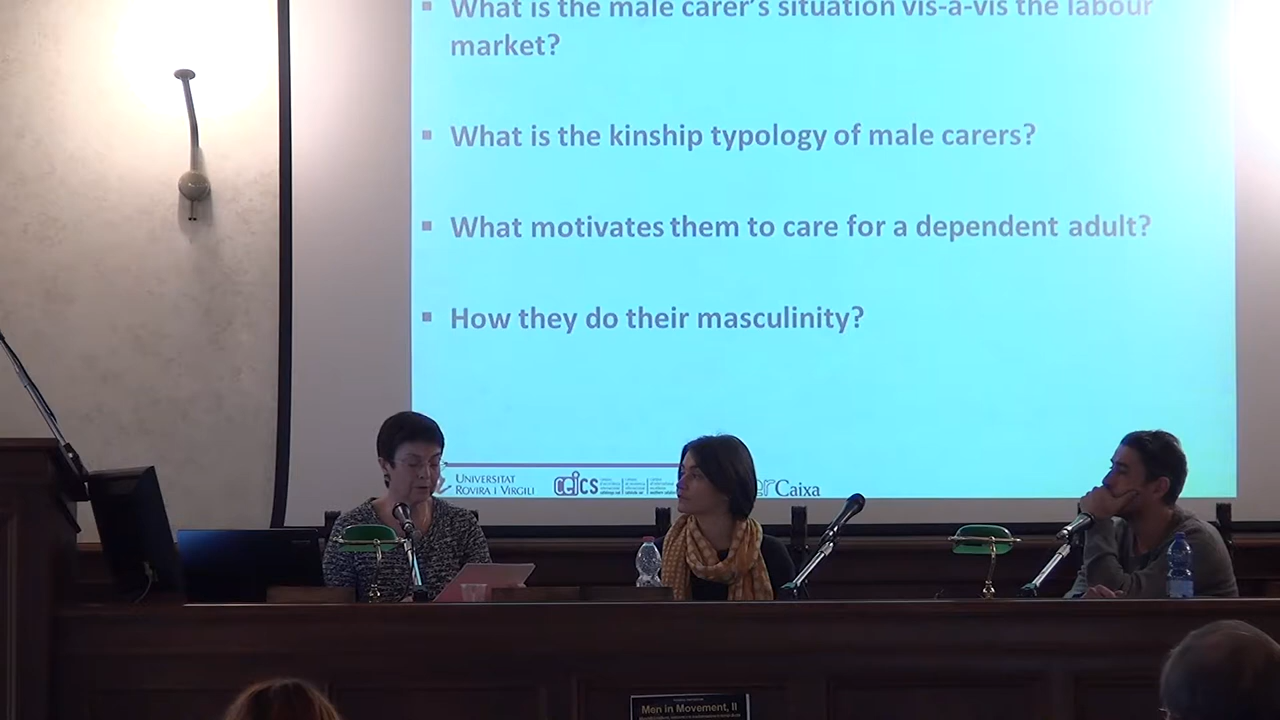 ▪ What is the male carer's situation vis-a-vis the labour
market?
▪ What is the kinship typology of male carers?
▪ What motivates them to care for a dependent adult?
▪ How they do their masculinity?
UNIVERSITAT
ROVIRA I VIRGILI
ceics
erCaixa
Men in Movement, II